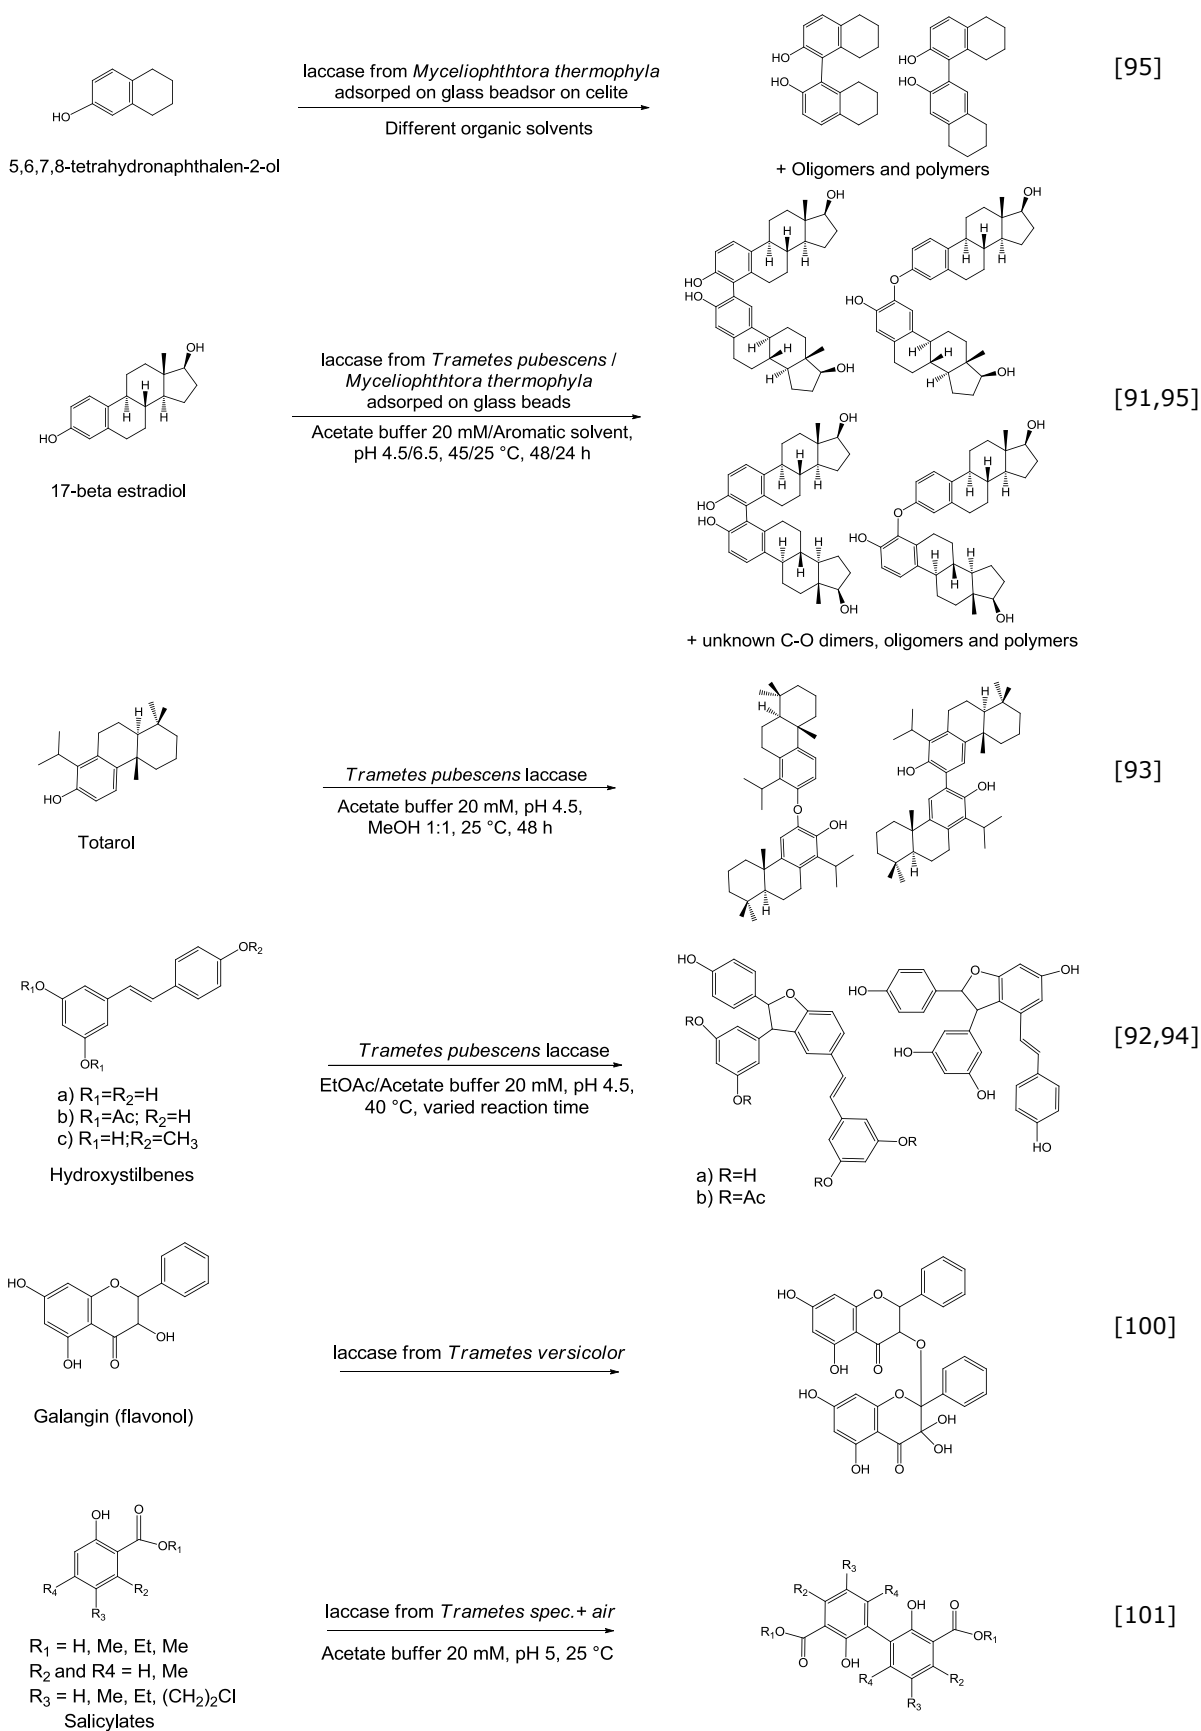 laccase from Myceliophthtora thermophyla
adsorped on glass beadsor on celite
Different organic solvents
HO
5,6,7,8-tetrahydronaphthalen-2-ol
HO
HO
HO
HO
+ Oligomers and polymers
[95]
OH
H
H
H
HO
17-beta estradiol
laccase from Trametes pubescens /
Myceliophthtora thermophyla
adsorped on glass beads
Acetate buffer 20 mM/Aromatic solvent,
pH 4.5/6.5, 45/25 °C, 48/24 h
OH
H
H
H
HO
HO
H
H
H
OH
OH
H
H
H
O
HO
H
H
H
OH
OH
H
H
H
HO
HO
H
H
H
OH
OH
H
H
H
O
HO
H
H
H
OH
+ unknown C-O dimers, oligomers and polymers
[91,95]
H
HO
Totarol
Trametes pubescens laccase
Acetate buffer 20 mM, pH 4.5,
MeOH 1:1, 25 °C, 48 h
H
O
OH
H
H
HO
OH
H
[93]
OR2
R1O
OR1
a) R1=R2=H
b) R1=Ac; R2=H
c) R1=H;R2=CH3
Hydroxystilbenes
Trametes pubescens laccase
EtOAc/Acetate buffer 20 mM, pH 4.5,
40 °C, varied reaction time
HO
O
RO
OR
OR
RO
a) R=H
b) R=Ac
O
OH
HO
HO
OH
HO
[92,94]
HO
O
OH
OH
O
Galangin (flavonol)
laccase from Trametes versicolor
HO
O
O
OH
O
HO
O
OH
OH
OH
O
[100]
OH
O
OR1
R4
R2
R3
R1 = H, Me, Et, Me
R2 and R4 = H, Me
R3 = H, Me, Et, (CH2)2Cl
Salicylates
laccase from Trametes spec.+ air
Acetate buffer 20 mM, pH 5, 25 °C
R3
R2
R4
OH
O
R1O
OR1
O
OH
R4
R2
R3
[101]